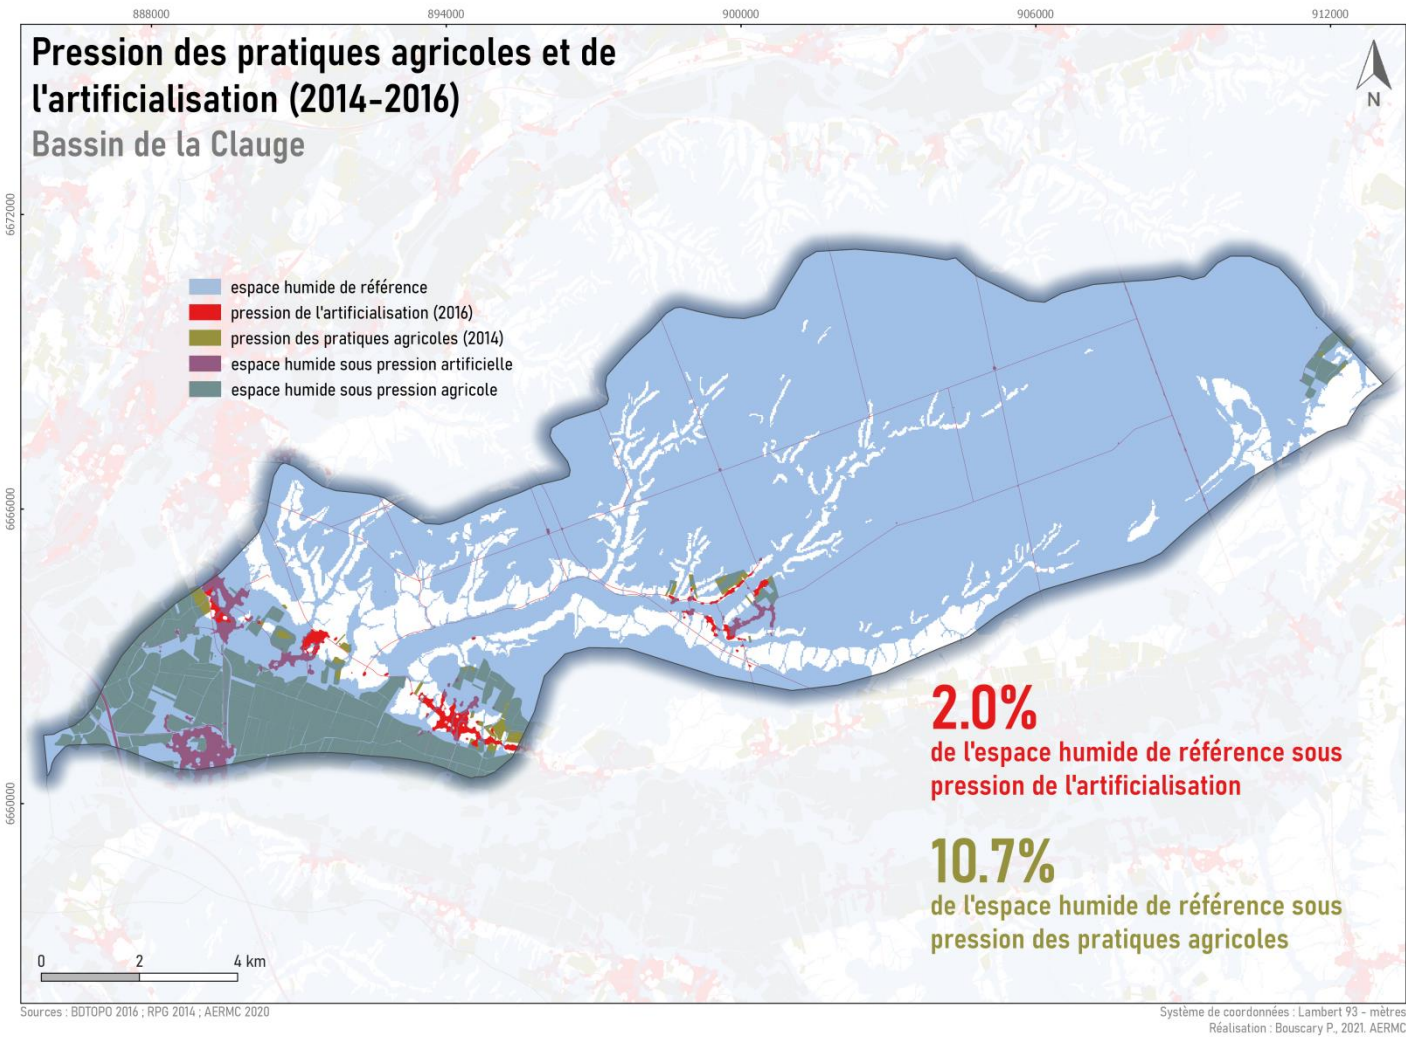 888000
894000
900000
906000
912000
Pression des pratiques agricoles et de
l'artificialisation (2014-2016)
Bassin de la Clauge
N
6672000
6666000
6660000
espace humide de référence
pression de l'artificialisation (2016)
pression des pratiques agricoles (2014)
espace humide sous pression artificielle
espace humide sous pression agricole
2.0%
de l'espace humide de référence sous
pression de l'artificialisation
10.7%
de l'espace humide de référence sous
pression des pratiques agricoles
0 2 4 km
Sources : BDTOPO 2016 ; RPG 2014 ; AERMC 2020
Système de coordonnées : Lambert 93 - mètres
Réalisation : Bouscary P., 2021. AERMC